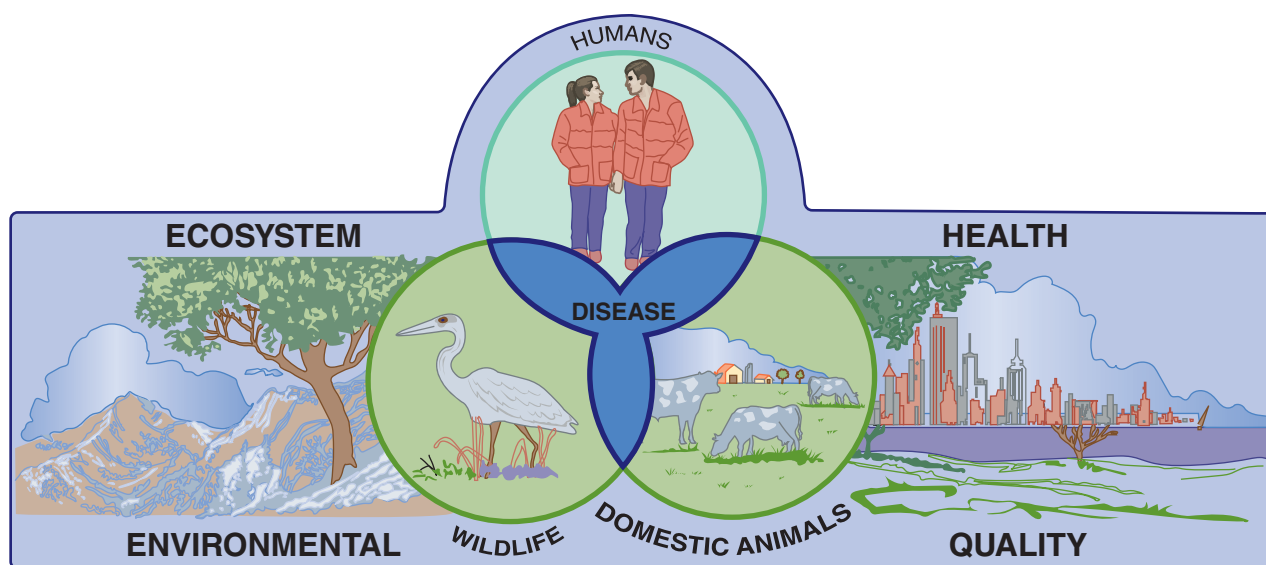 HUMANS
ECOSYSTEM
HEALTH
DISEASE
ENVIRONMENTAL
WILDLIFE
DOMESTIC ANIMALS
QUALITY